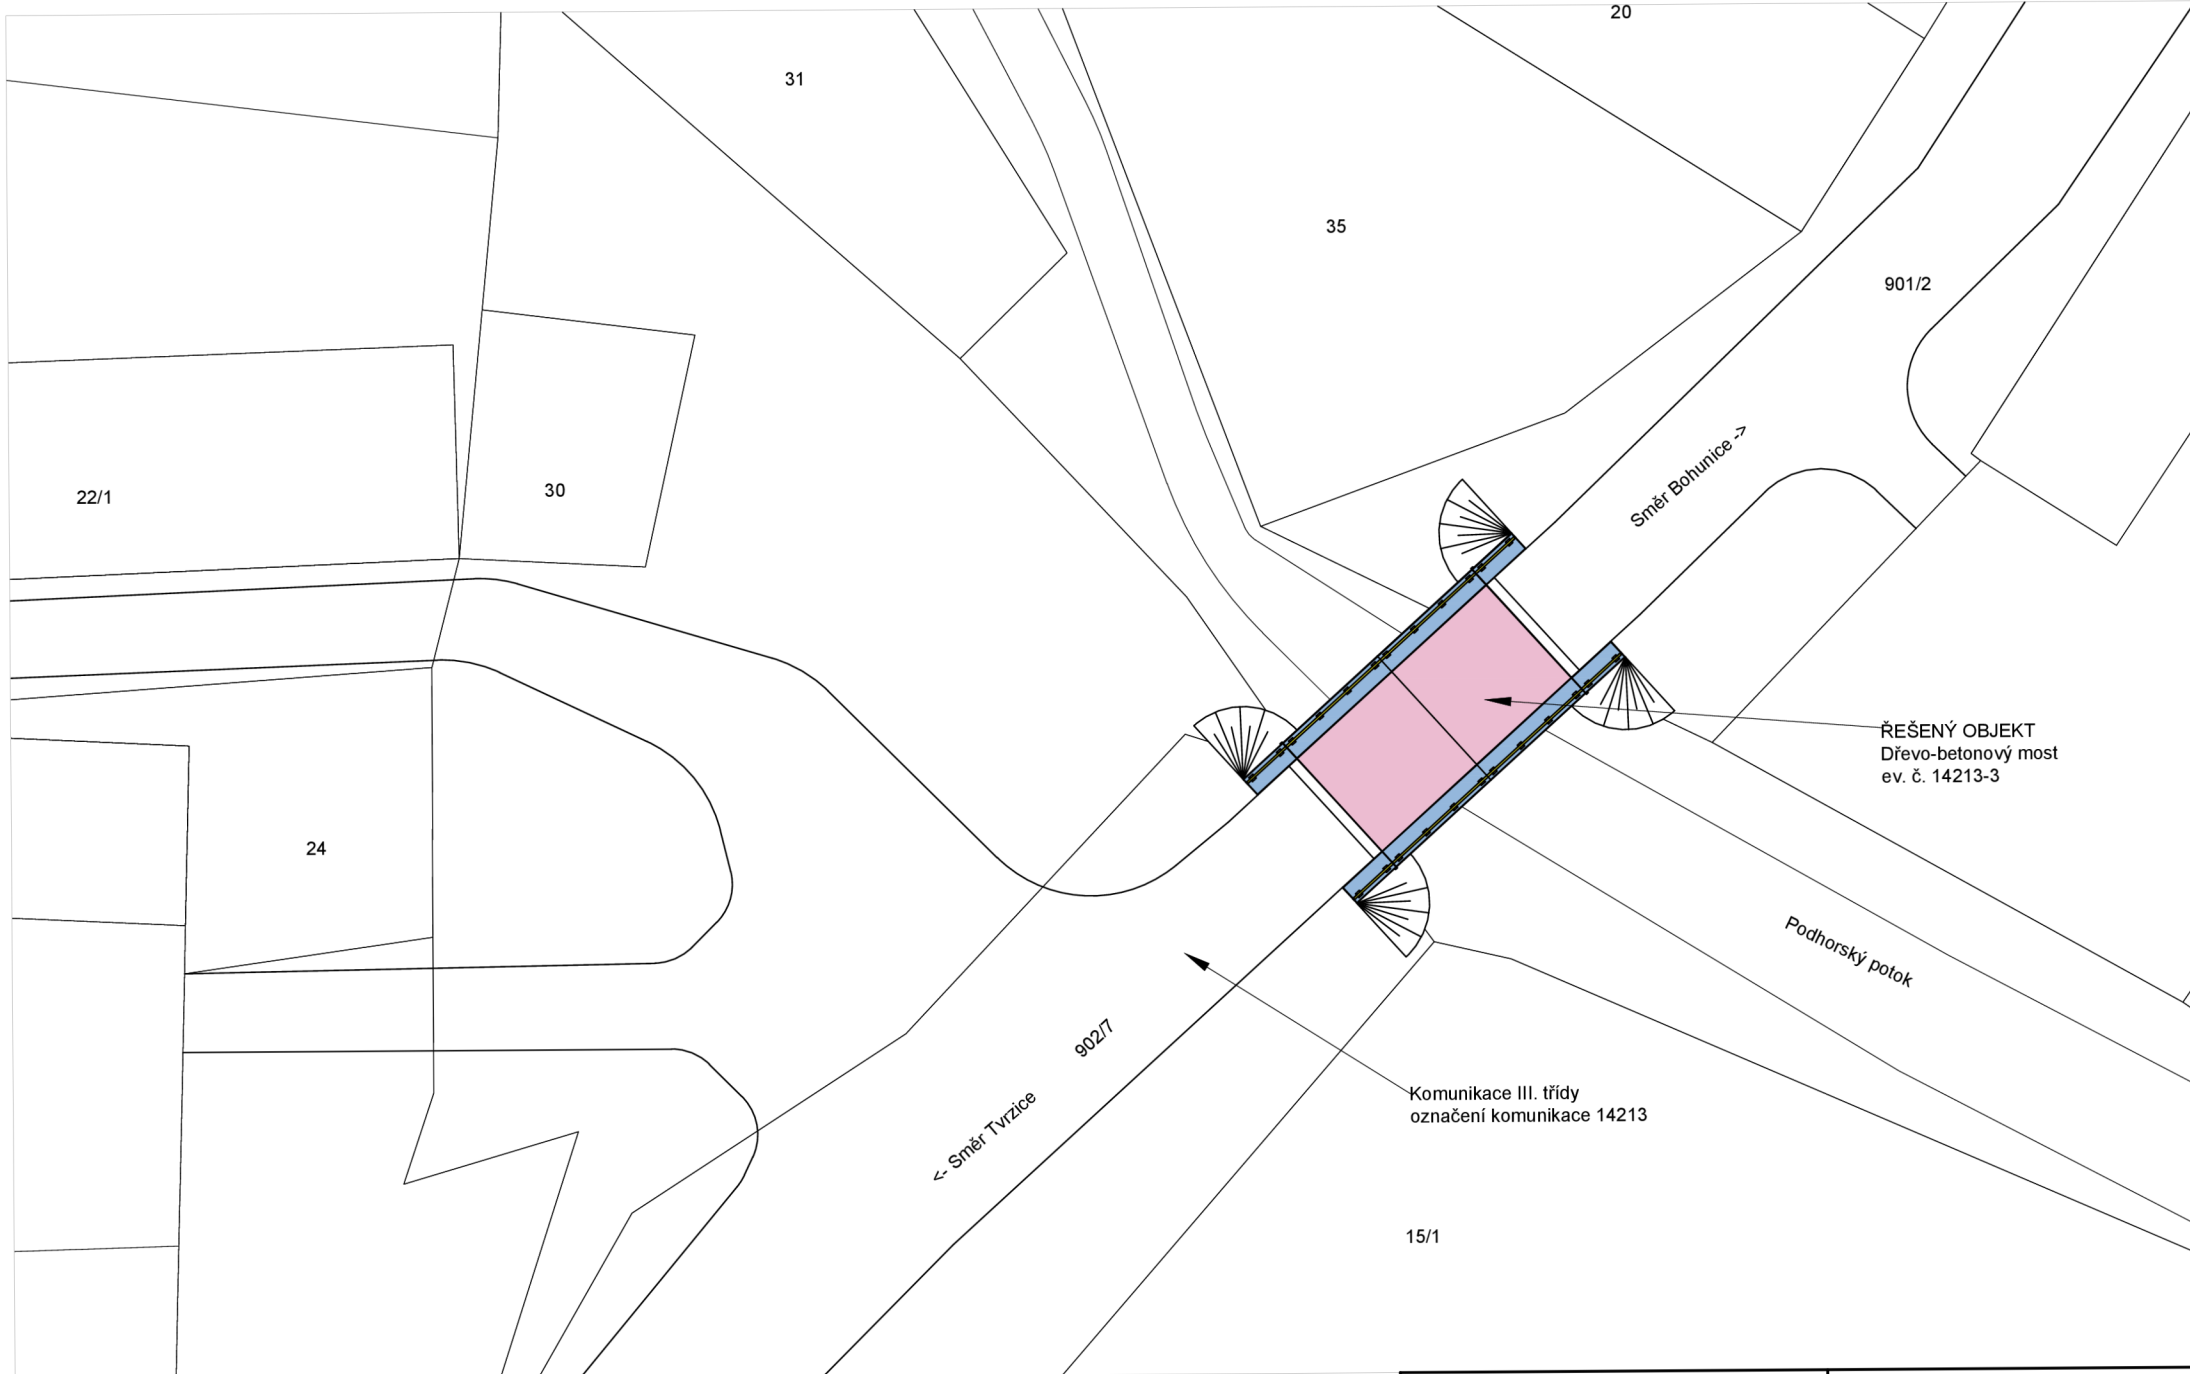 20
31
35
901/2
Směr Bohunice ->
22/1
30
ŘEŠENÝ OBJEKT
Dřevo-betonový most
ev. č. 14213-3
24
Podhorský potok
902/7
<- Směr Tvrzice
Komunikace III. třídy
označení komunikace 14213
15/1